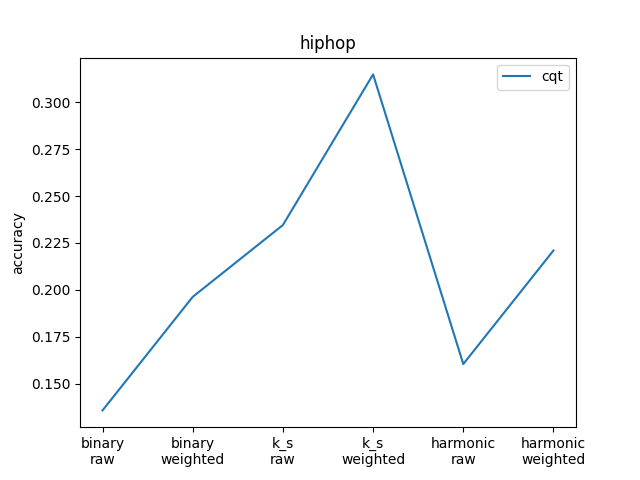 hiphop
cqt
accuracy
0.300
0.275
0.250
0.225
0.200
0.175
0.150
binary
raw
binary
weighted
k_s
raw
k_s
weighted
harmonic
raw
harmonic
weighted